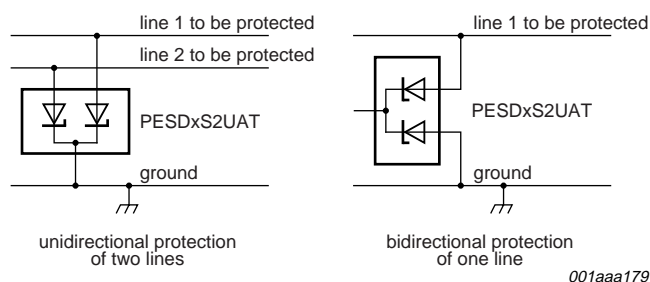 line 1 to be protected
line 2 to be protected
PESDxS2UAT
ground
unidirectional protection
of two lines
line 1 to be protected
PESDxS2UAT
ground
bidirectional protection
of one line
001aaa179